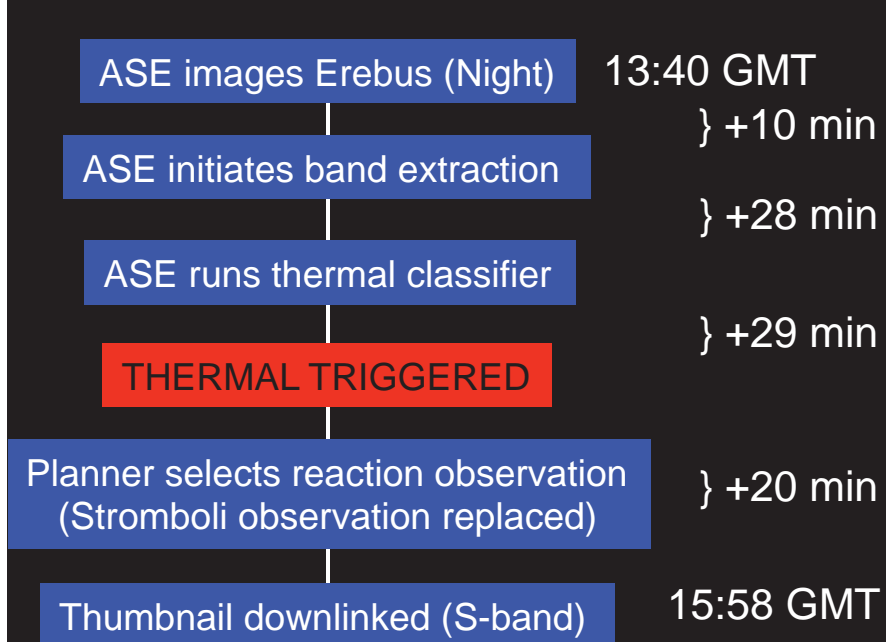 ASE images Erebus (Night)
13:40 GMT
} +10 min
ASE initiates band extraction
} +28 min
ASE runs thermal classifier
} +29 min
THERMAL TRIGGERED
Planner selects reaction observation
(Stromboli observation replaced)
} +20 min
Thumbnail downlinked (S-band)
15:58 GMT